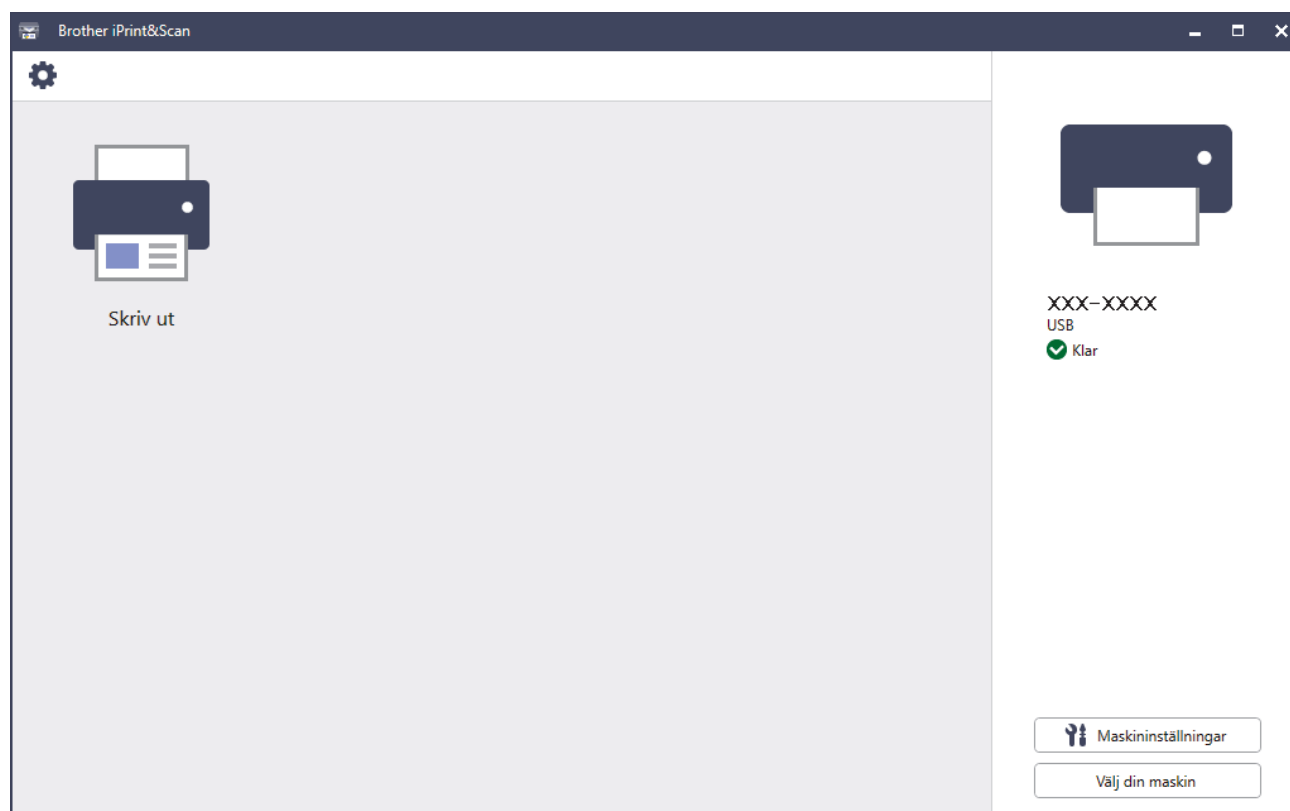 Brother iPrint&Scan
Skriv ut
XXX-XXXX
USB
Klar
Maskininställningar
Välj din maskin